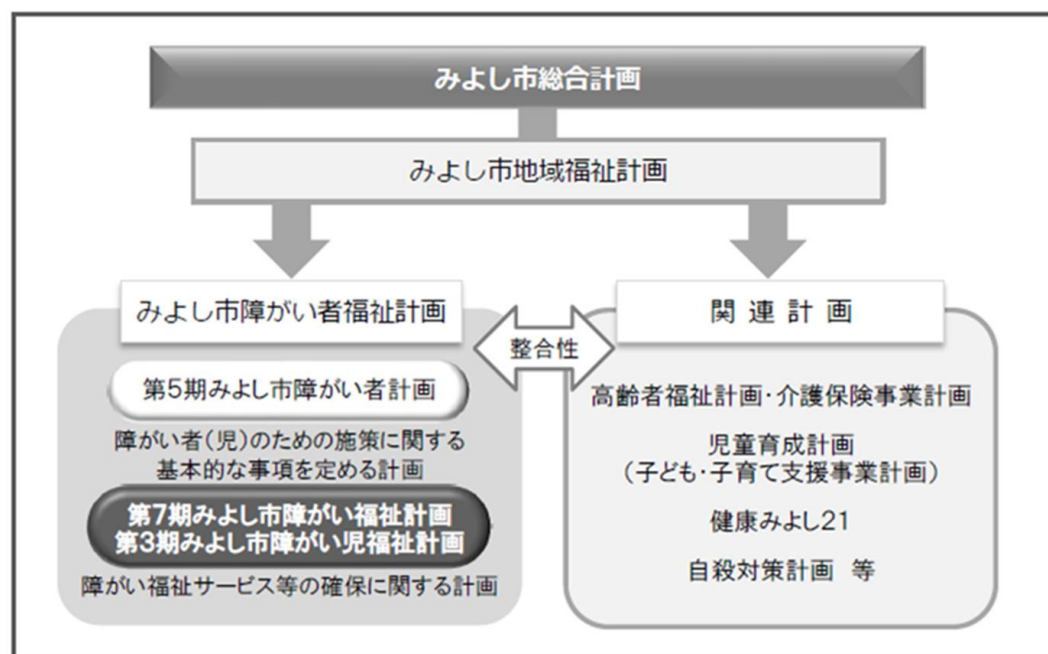 みよし市総合計画
みよし市地域福祉計画
みよし市障がい者福祉計画
第5期みよし市障がい者計画
障がい者(児)のための施策に関する
基本的な事項を定める計画
第7期みよし市障がい福祉計画
第3期みよし市障がい児福祉計画
障がい福祉サービス等の確保に関する計画
整合性
関連計画
高齢者福祉計画・介護保険事業計画
児童育成計画
(子ども・子育て支援事業計画)
健康みよし21
自殺対策計画 等